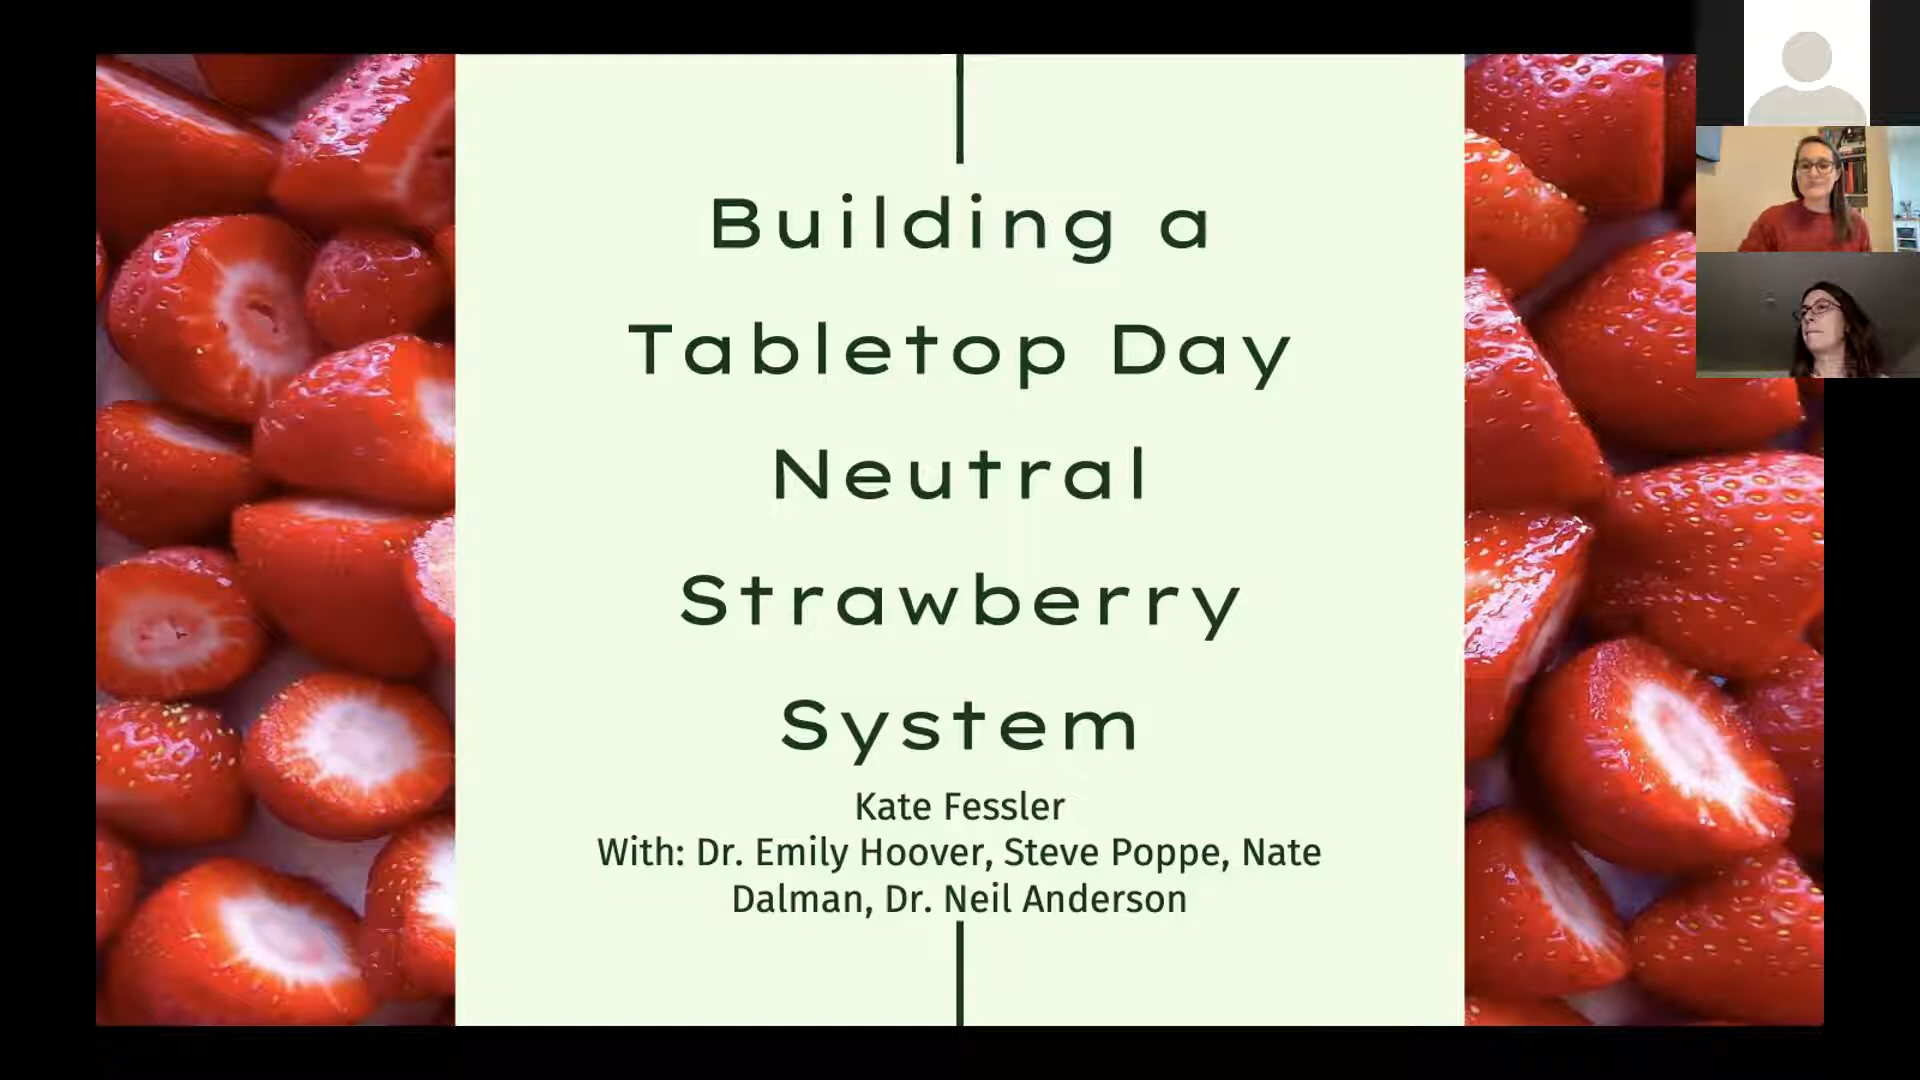 Building a
Tabletop Day
Neutral
Strawberry
System
Kate Fessler
With: Dr. Emily Hoover, Steve Poppe, Nate
Dalman, Dr. Neil Anderson